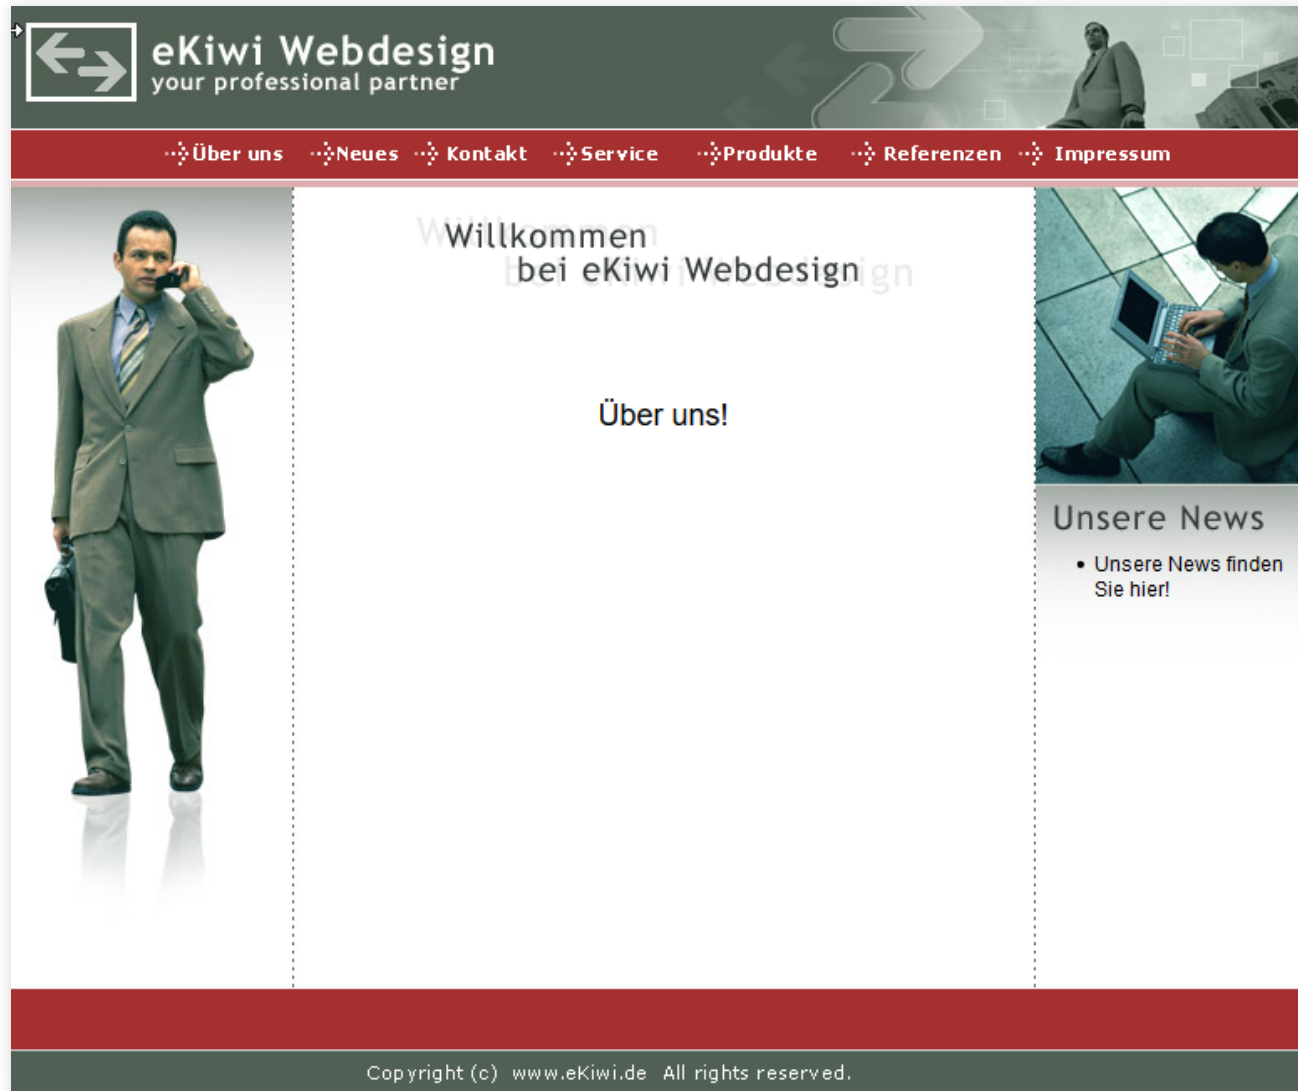 eKiwi Webdesign
your professional partner
Über uns Neues Kontakt Service Produkte Referenzen Impressum
Willkommen
bei eKiwi Webdesign
Über uns!
Unsere News
• Unsere News finden
Sie hier!
Copyright (c) www.eKiwi.de All rights reserved.